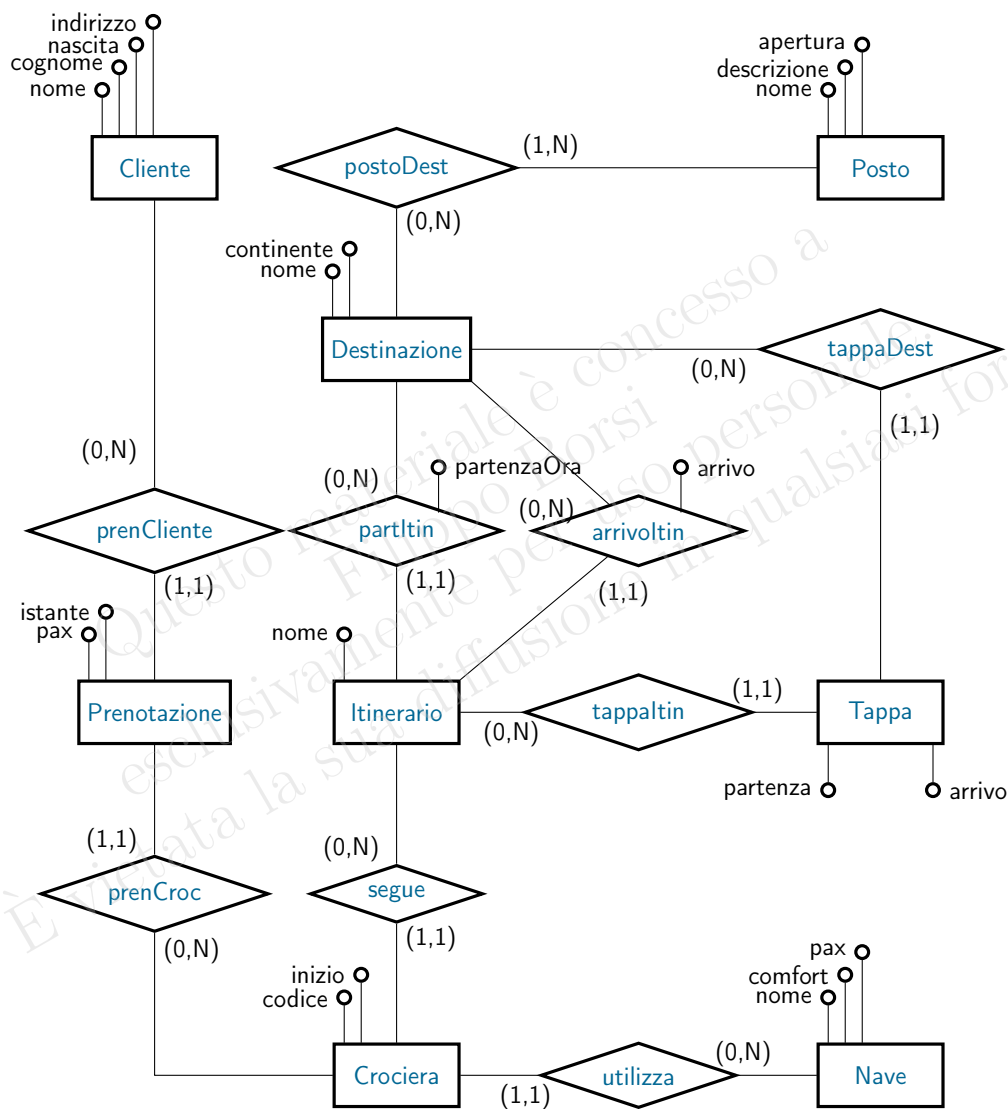 indirizzo
nascita
cognome
nome
Cliente
apertura
descrizione
nome
Posto
postoDest
(1,N)
(0,N)
continente
nome
Destinazione
(0,N)
tappaDest
(1,1)
(0,N)
prenCliente
(1,1)
(0,N)
partenzaOra
partItin
(1,1)
arrivo
(0,N)
arrivoItin
(1,1)
istante
pax
Prenotazione
nome
Itinerario
(0,N)
tappaItin
(1,1)
Tappa
partenza
arrivo
(1,1)
prenCroc
(0,N)
(0,N)
segue
(1,1)
inizio
codice
Crociera
(1,1)
utilizza
(0,N)
pax
comfort
nome
Nave
Questo materiale è concesso a
Filippo Borsi
esclusivamente per uso personale.
È vietata la sua diffusione in qualsiasi for